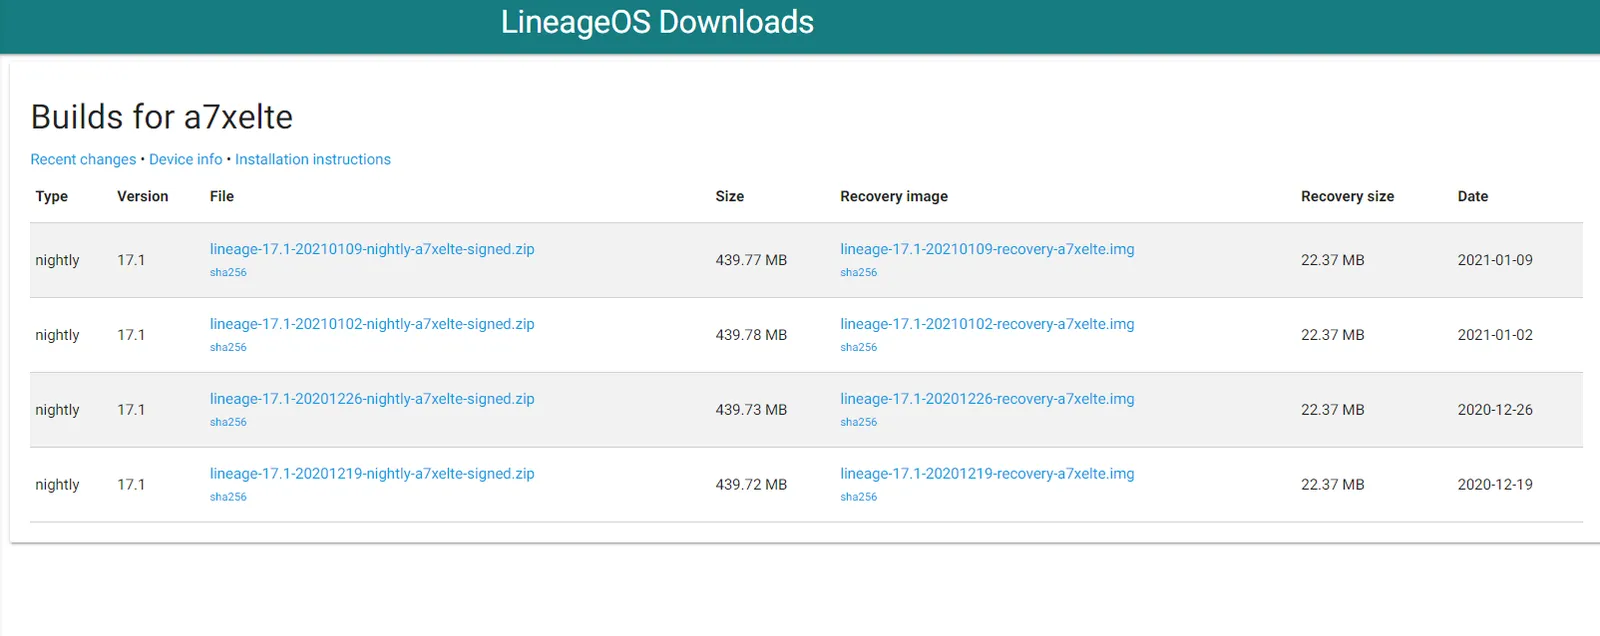 LineageOS Downloads
Builds for a7xelte
Recent changes • Device info • Installation instructions
Type Version File Size Recovery image Recovery size Date
nightly 17.1 lineage-17.1-20210109-nightly-a7xelte-signed.zip 439.77 MB lineage-17.1-20210109-recovery-a7xelte.img 22.37 MB 2021-01-09
sha256 sha256
nightly 17.1 lineage-17.1-20210102-nightly-a7xelte-signed.zip 439.78 MB lineage-17.1-20210102-recovery-a7xelte.img 22.37 MB 2021-01-02
sha256 sha256
nightly 17.1 lineage-17.1-20201226-nightly-a7xelte-signed.zip 439.73 MB lineage-17.1-20201226-recovery-a7xelte.img 22.37 MB 2020-12-26
sha256 sha256
nightly 17.1 lineage-17.1-20201219-nightly-a7xelte-signed.zip 439.72 MB lineage-17.1-20201219-recovery-a7xelte.img 22.37 MB 2020-12-19
sha256 sha256